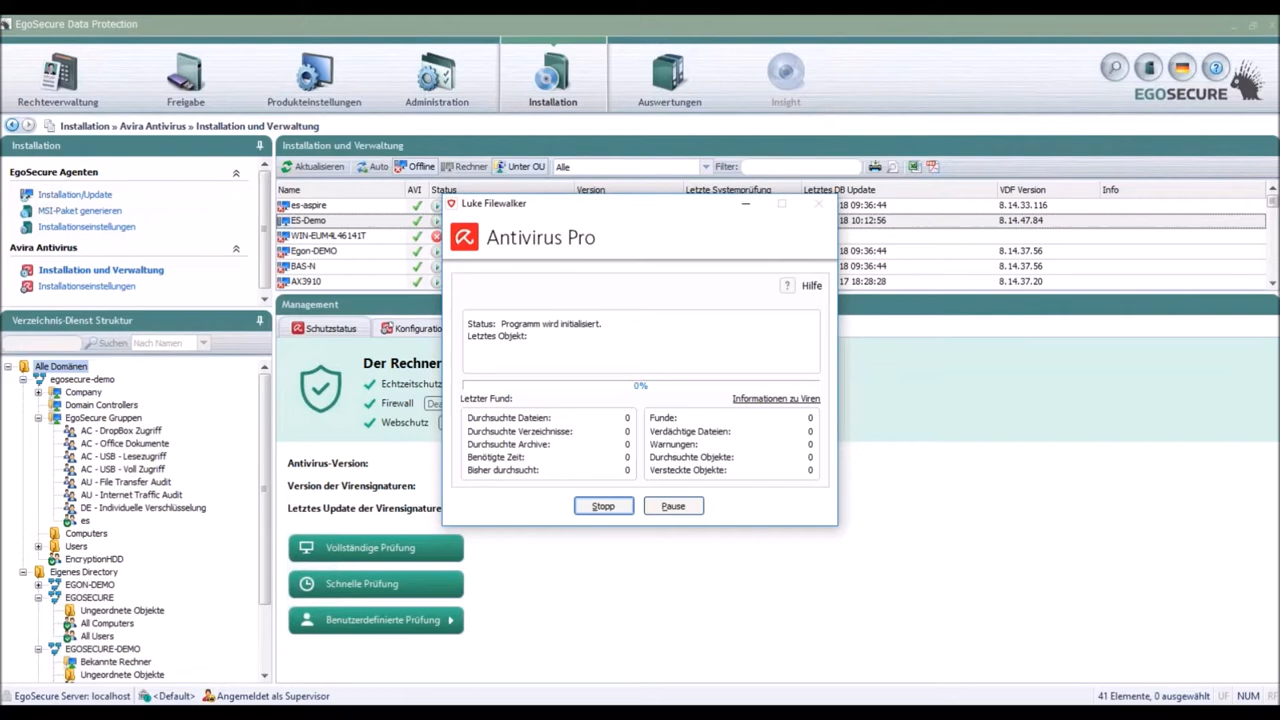 EgoSecure Data Protection
Rechteverwaltung
Freigabe
Produkteinstellungen
Administration
Installation
Auswertungen
Insight
EGOSECURE
Installation » Avira Antivirus » Installation und Verwaltung
Installation
EgoSecure Agenten
Installation/Update
MSI-Paket generieren
Installationseinstellungen
Avira Antivirus
Installation und Verwaltung
Installationseinstellungen
Verzeichnis-Dienst Struktur
Suchen
Nach Namen
Alle Domänen
egosecure-demo
Company
Domain Controllers
EgoSecure Gruppen
AC - DropBox Zugriff
AC - Office Dokumente
AC - USB - Lesezugriff
AC - USB - Voll Zugriff
AU - File Transfer Audit
AU - Internet Traffic Audit
DE - Individuelle Verschlüsselung
es
Computers
Users
EncryptionHDD
Eigenes Directory
EGON-DEMO
EGOSECURE
Ungeordnete Objekte
All Computers
All Users
EGOSECURE-DEMO
Bekannte Rechner
Ungeordnete Objekte
Installation und Verwaltung
Aktualisieren Auto Offline Rechner Unter OU Alle Filter:
Name AVI Status Version Letzte Systemprüfung Letztes DB Update VDF Version Info
es-aspire 09:36:44 8.14.33.116
ES-Demo 10:12:56 8.14.47.84
WIN-EUM4L46141T
Egon-DEMO 09:36:44 8.14.37.56
BAS-N 09:36:44 8.14.37.56
AX3910 18:28:28 8.14.37.20
Management
Schutzstatus
Konfiguratio
Der Rechner
Echtzeitschutz
Firewall
Webschutz
Antivirus-Version:
Version der Virensignaturen:
Letztes Update der Virensignature
Vollständige Prüfung
Schnelle Prüfung
Benutzerdefinierte Prüfung
Luke Filewalker
Antivirus Pro
? Hilfe
Status: Programm wird initialisiert.
Letztes Objekt:
0%
Letzter Fund:
Informationen zu Viren
Durchsuchte Dateien: 0
Durchsuchte Verzeichnisse: 0
Durchsuchte Archive: 0
Benötigte Zeit: 0
Bisher durchsucht: 0
Funde: 0
Verdächtige Dateien: 0
Warnungen: 0
Durchsuchte Objekte: 0
Versteckte Objekte: 0
Stopp
Pause
EgoSecure Server: localhost <Default> Angemeldet als Supervisor
41 Elemente, 0 ausgewählt UF NUM